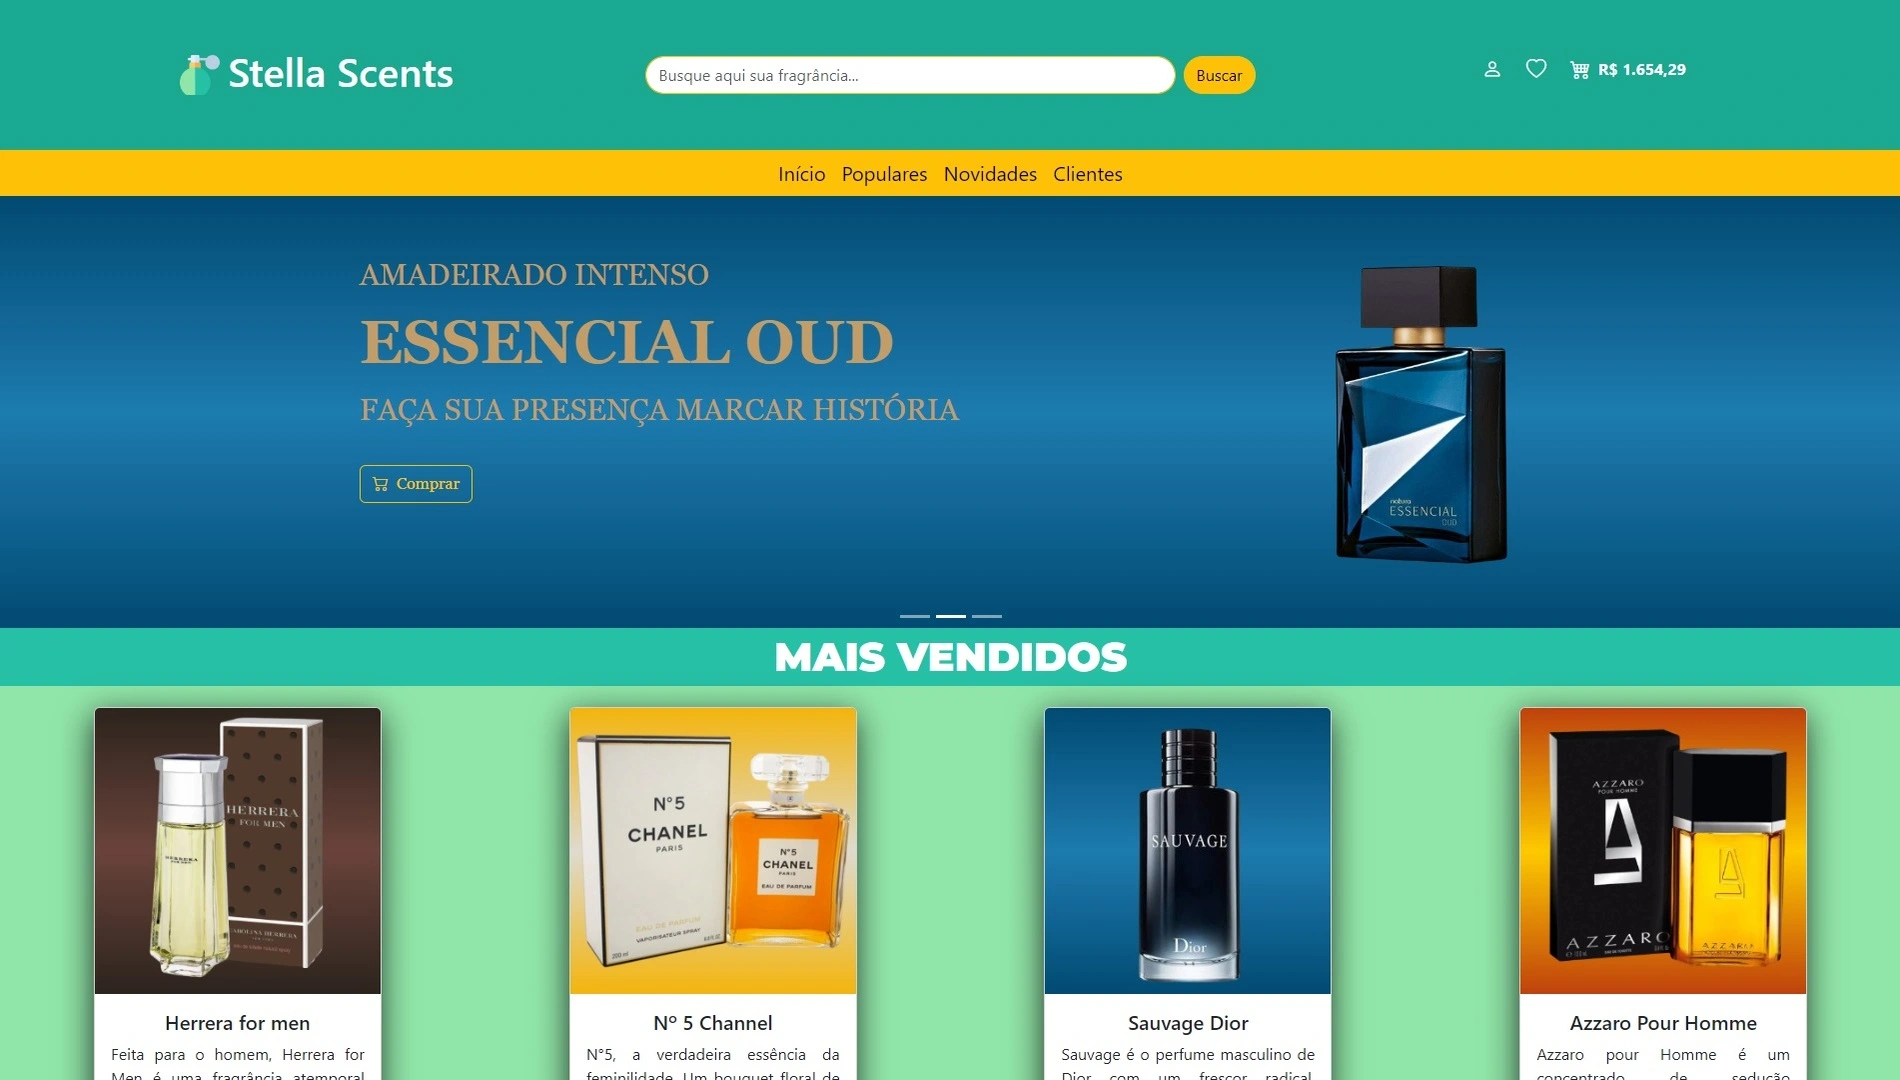 Stella Scents
Busque aqui sua fragrância...
Buscar
R$ 1.654,29
Início Populares Novidades Clientes
AMADEIRADO INTENSO
ESSENCIAL OUD
FAÇA SUA PRESENÇA MARCAR HISTÓRIA
Comprar
natura
ESSENCIAL
OUD
MAIS VENDIDOS
HERRERA
FOR MEN
HERRERA
CAROLINA HERRERA
N°5
CHANEL
PARIS
EAU DE PARFUM
VAPORISATEUR SPRAY
200 ml
N°5
CHANEL
PARIS
EAU DE PARFUM
SAUVAGE
Dior
AZZARO
POUR HOMME
AZZARO
AZZARO
Herrera for men
Feita para o homem, Herrera for
Men é uma fragrância atemporal
Nº 5 Channel
N°5, a verdadeira essência da
feminilidade. Um bouquet floral de
Sauvage Dior
Sauvage é o perfume masculino de
Dior com um frescor radical,
Azzaro Pour Homme
Azzaro pour Homme é um
concentrado de sedução